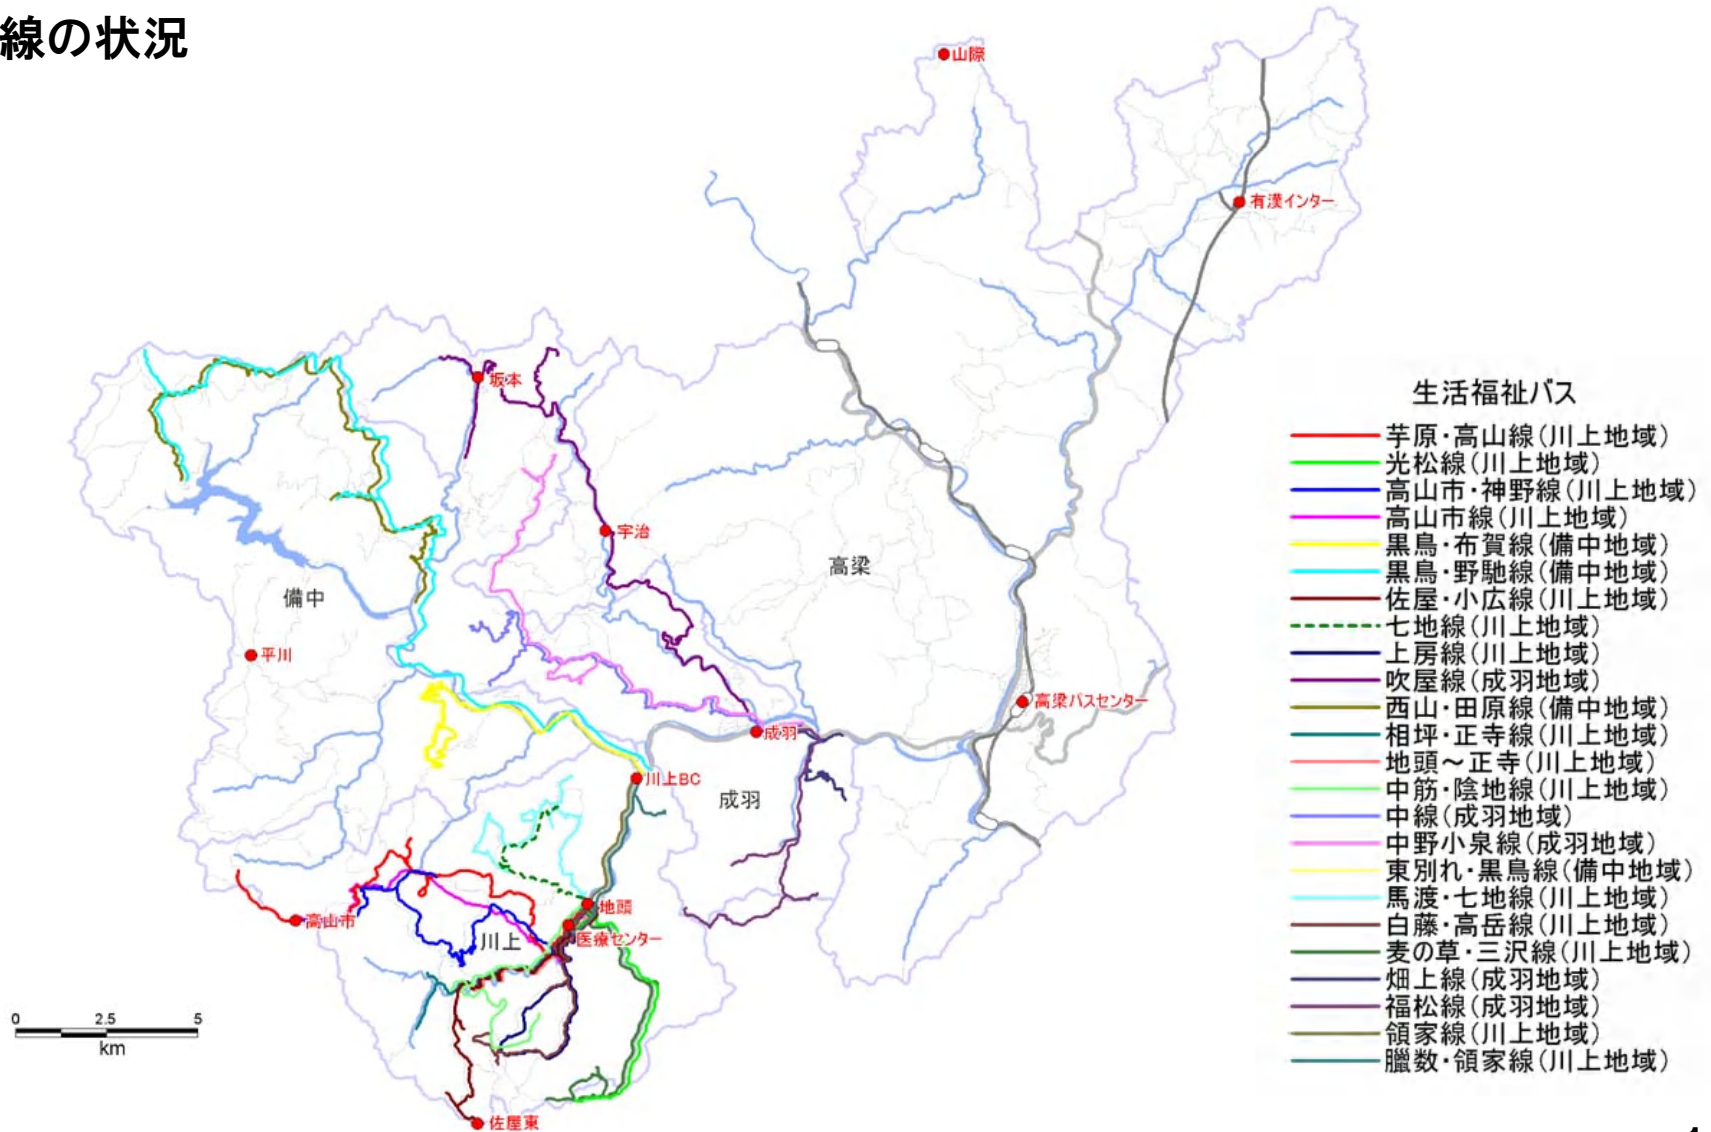 線の状況
山際
有漢インター
坂本
宇治
高梁
備中
平川
高梁バスセンター
成羽
川上BC
成羽
地頭
高山市
医療センター
川上
佐屋東
0 2.5 5
km
生活福祉バス
芋原・高山線(川上地域)
光松線(川上地域)
高山市・神野線(川上地域)
高山市線(川上地域)
黒鳥・布賀線(備中地域)
黒鳥・野馳線(備中地域)
佐屋・小広線(川上地域)
七地線(川上地域)
上房線(川上地域)
吹屋線(成羽地域)
西山・田原線(備中地域)
相坪・正寺線(川上地域)
地頭～正寺(川上地域)
中筋・陰地線(川上地域)
中線(成羽地域)
中野小泉線(成羽地域)
東別れ・黒鳥線(備中地域)
馬渡・七地線(川上地域)
白藤・高岳線(川上地域)
麦の草・三沢線(川上地域)
畑上線(成羽地域)
福松線(成羽地域)
領家線(川上地域)
臘数・領家線(川上地域)